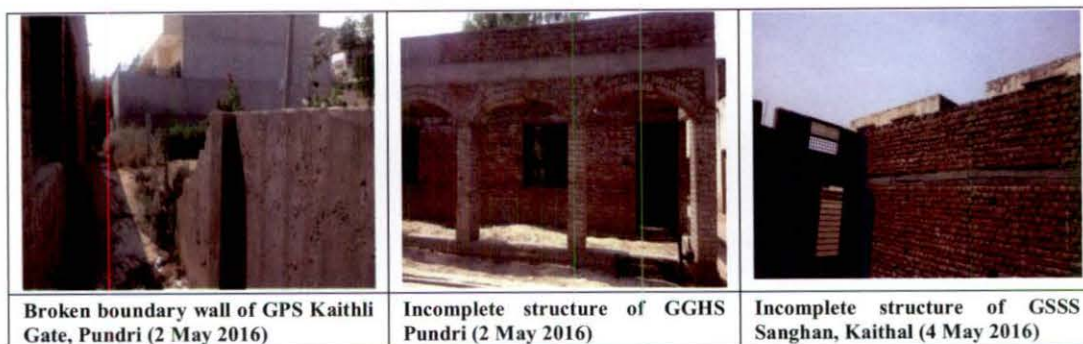 Broken boundary wall of GPS Kaithli
Gate, Pundri (2 May 2016)
Incomplete structure of GGHS
Pundri (2 May 2016)
Incomplete structure of GSSS
Sanghan, Kaithal (4 May 2016)